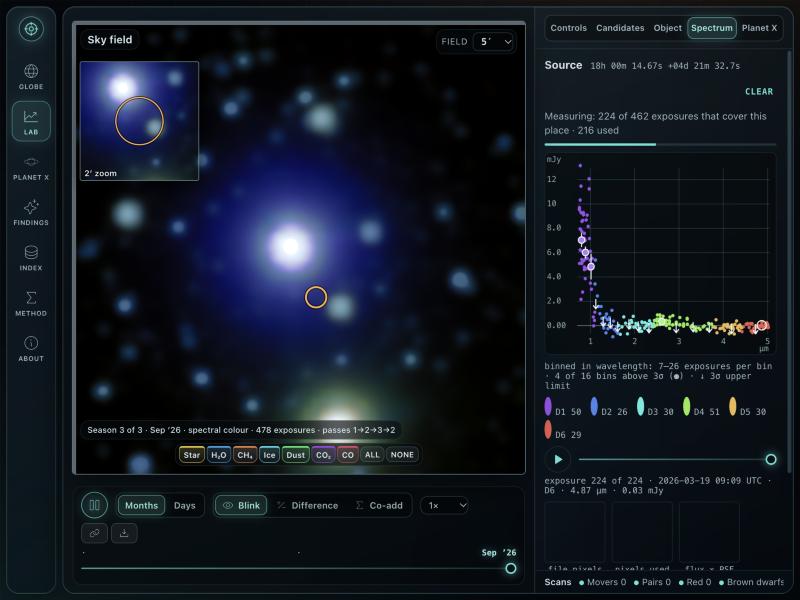 GLOBE
LAB
PLANET X
FINDINGS
INDEX
METHOD
ABOUT
Sky field
FIELD 5′
2′ zoom
Season 3 of 3 · Sep ’26 · spectral colour · 478 exposures · passes 1→2→3→2
Star H₂O CH₄ Ice Dust CO₂ CO ALL NONE
Months Days Blink Difference Co-add 1×
Sep ’26
Controls Candidates Object Spectrum Planet X
Source 18h 00m 14.67s +04d 21m 32.7s
CLEAR
Measuring: 224 of 462 exposures that cover this
place · 216 used
mJy
12
10
8.0
6.0
4.0
2.0
0.00
1 2 3 4 5
μm
binned in wavelength: 7–26 exposures per bin
· 4 of 16 bins above 3σ (●) · ↓ 3σ upper
limit
D1 50 D2 26 D3 30 D4 51 D5 30
D6 29
exposure 224 of 224 · 2026-03-19 09:09 UTC ·
D6 · 4.87 μm · 0.03 mJy
file pixels pixels used flux × PSF
Scans Movers 0 Pairs 0 Red 0 Brown dwarfs